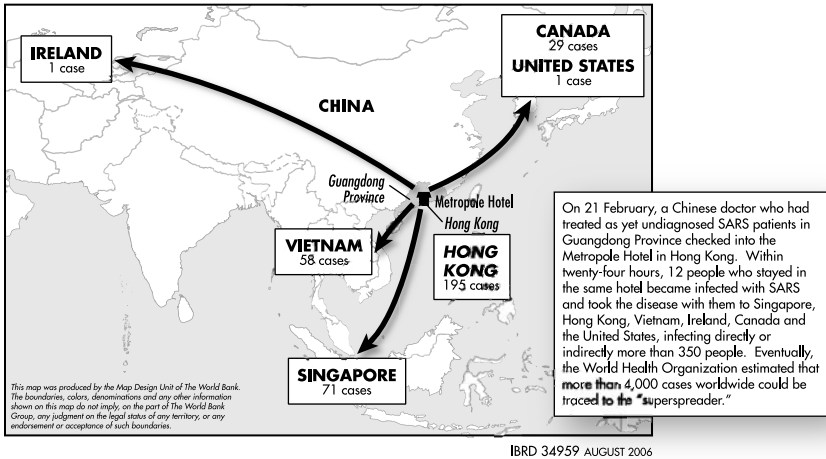 IRELAND
1 case
CANADA
29 cases
UNITED STATES
1 case
CHINA
Guangdong
Province
Metropole Hotel
Hong Kong
VIETNAM
58 cases
HONG
KONG
195 cases
SINGAPORE
71 cases
On 21 February, a Chinese doctor who had
treated as yet undiagnosed SARS patients in
Guangdong Province checked into the
Metropole Hotel in Hong Kong. Within
twenty-four hours, 12 people who stayed in
the same hotel became infected with SARS
and took the disease with them to Singapore,
Hong Kong, Vietnam, Ireland, Canada and
the United States, infecting directly or
indirectly more than 350 people. Eventually,
the World Health Organization estimated that
more than 4,000 cases worldwide could be
traced to the "superspreader."
This map was produced by the Map Design Unit of The World Bank.
The boundaries, colors, denominations and any other information
shown on this map do not imply, on the part of The World Bank
Group, any judgment on the legal status of any territory, or any
endorsement or acceptance of such boundaries.
IBRD 34959 AUGUST 2006